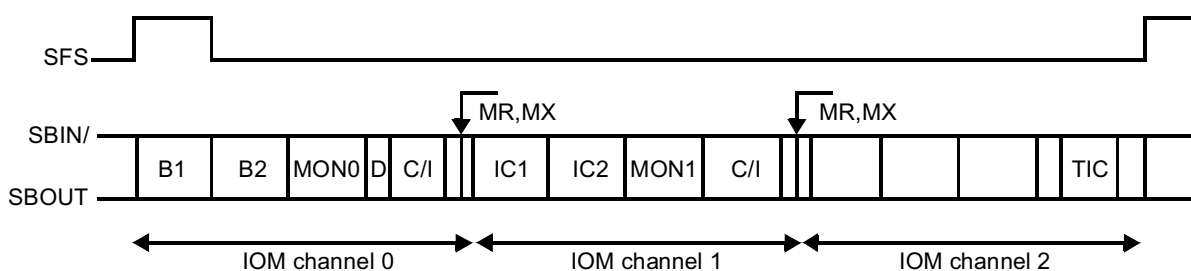 SFS
MR,MX MR,MX
SBIN/
B1 B2 MON0 D C/I IC1 IC2 MON1 C/I TIC
SBOUT
IOM channel 0 IOM channel 1 IOM channel 2